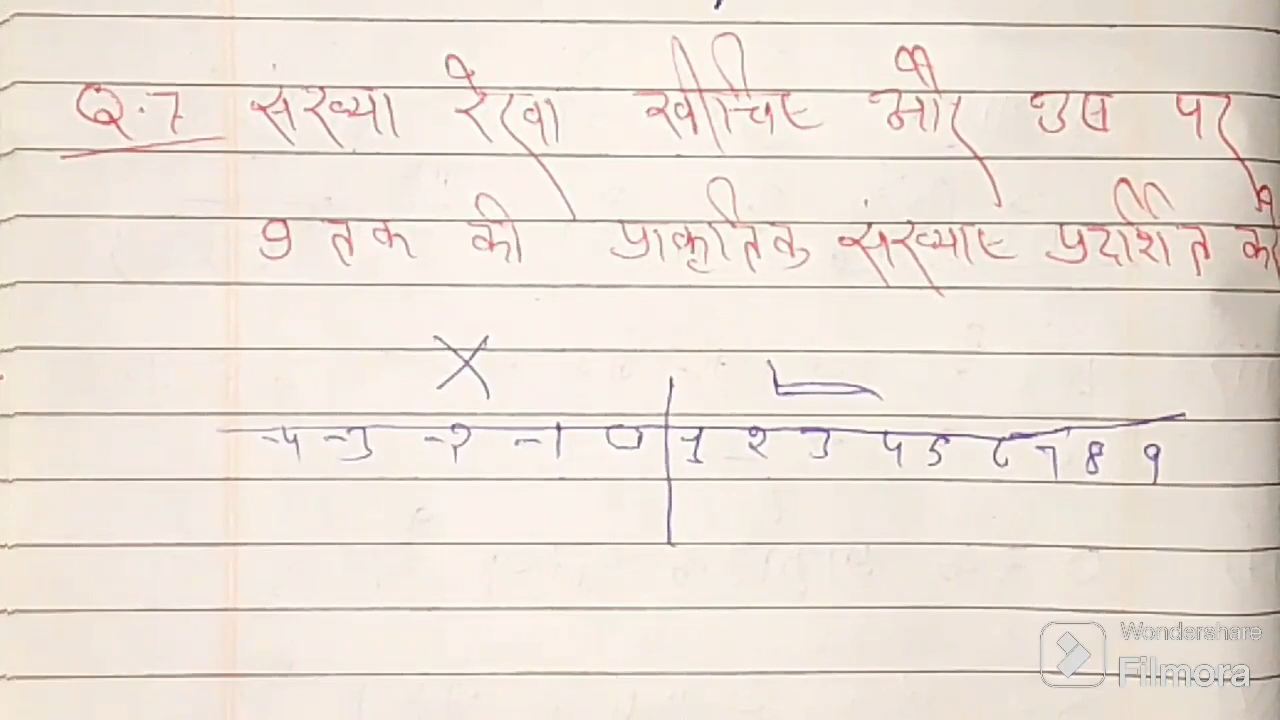 Q.7 संख्या रेखा खींचिए और उस पर
9 तक की प्राकृतिक संख्याए प्रदर्शित को
X
-4 -3 -2 -1 0 1 2 3 4 5 6 7 8 9
Wondershare
Filmora